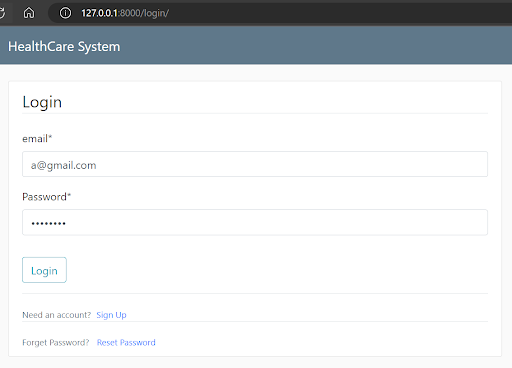 127.0.0.1:8000/login/
HealthCare System
Login
email*
a@gmail.com
Password*
••••••••
Login
Need an account? Sign Up
Forget Password? Reset Password